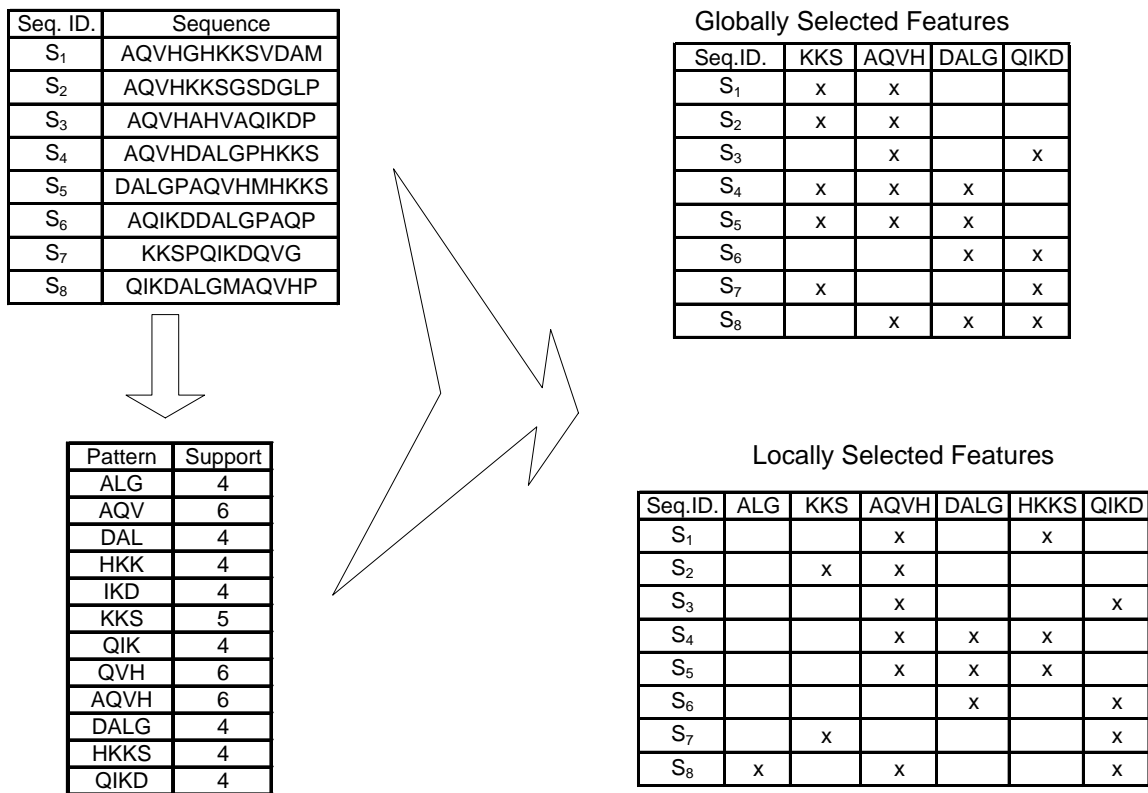 Seq. ID. Sequence
S1 AQVHGHKKSVDAM
S2 AQVHKKSGSDGLP
S3 AQVHAHVAQIKDP
S4 AQVHDALGPHKKS
S5 DALGPAQVHMHKKS
S6 AQIKDDALGPAQP
S7 KKSPQIKDQVG
S8 QIKDALGMAQVHP
Pattern Support
ALG 4
AQV 6
DAL 4
HKK 4
IKD 4
KKS 5
QIK 4
QVH 6
AQVH 6
DALG 4
HKKS 4
QIKD 4
Globally Selected Features
Seq.ID. KKS AQVH DALG QIKD
S1 x x
S2 x x
S3 x x
S4 x x x
S5 x x x
S6 x x
S7 x x
S8 x x x
Locally Selected Features
Seq.ID. ALG KKS AQVH DALG HKKS QIKD
S1 x x
S2 x x
S3 x x
S4 x x x
S5 x x x
S6 x x
S7 x x
S8 x x x